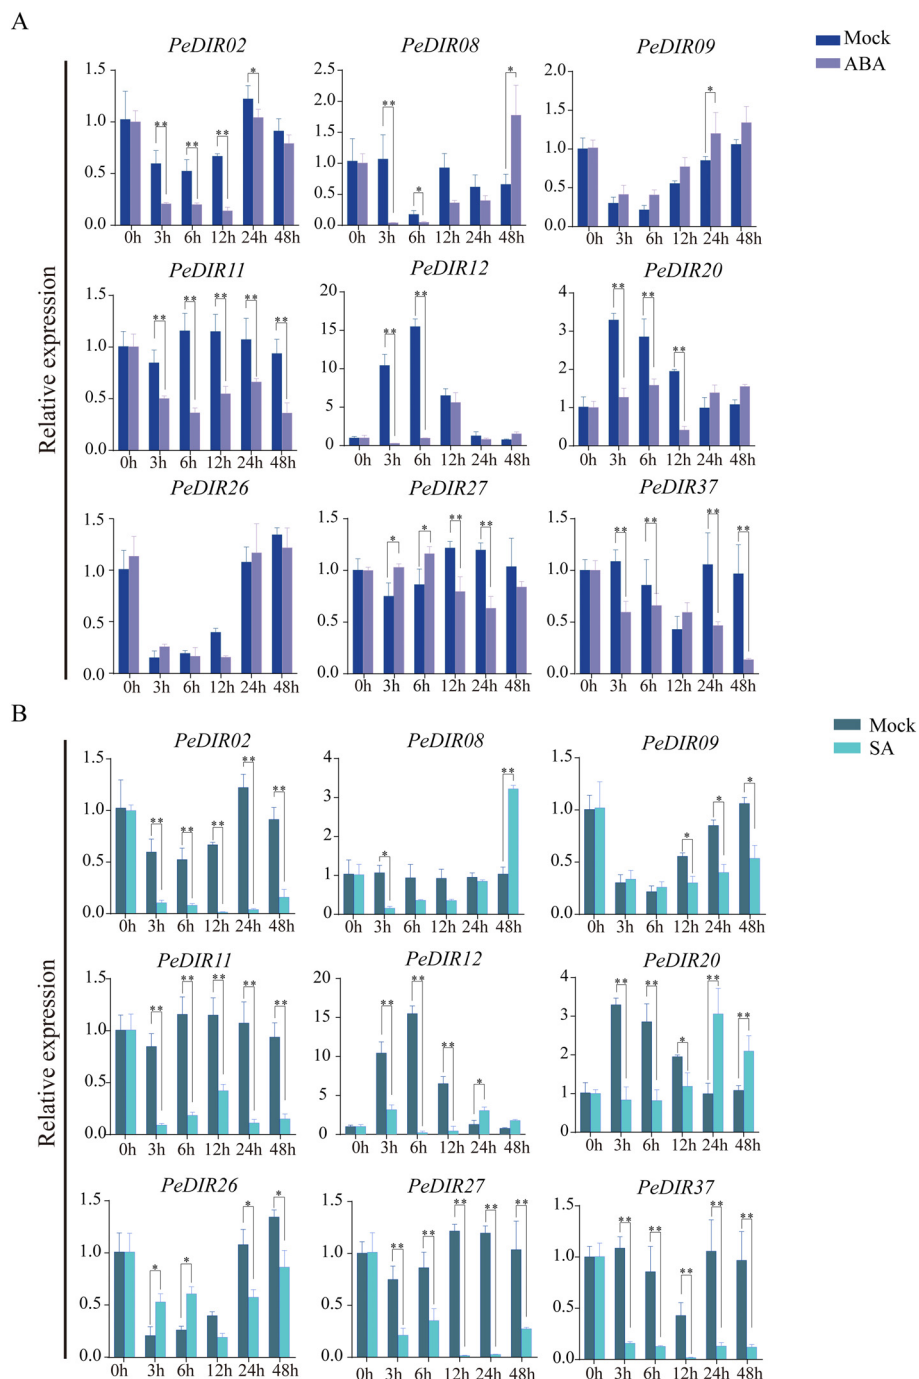 A
Mock
ABA
Relative expression
PeDIR02 PeDIR08 PeDIR09
1.5 2.5 2.0
** ** ** * ** * * *
1.0 2.0 1.5
0.5 1.5 1.0
0.0 1.0 0.5
0.5 0.0
0.0
0h 3h 6h 12h 24h 48h 0h 3h 6h 12h 24h 48h 0h 3h 6h 12h 24h 48h
PeDIR11 PeDIR12 PeDIR20
** ** ** ** ** ** ** ** ** **
1.5 20 4
1.0 15 3
0.5 10 2
0.0 5 1
0 0
0h 3h 6h 12h 24h 48h 0h 3h 6h 12h 24h 48h 0h 3h 6h 12h 24h 48h
PeDIR26 PeDIR27 PeDIR37
* * ** ** ** ** ** **
1.5 1.5 1.5
1.0 1.0 1.0
0.5 0.5 0.5
0.0 0.0 0.0
0h 3h 6h 12h 24h 48h 0h 3h 6h 12h 24h 48h 0h 3h 6h 12h 24h 48h
B
Mock
SA
Relative expression
PeDIR02 PeDIR08 PeDIR09
** ** ** ** ** * ** * * *
1.5 4 1.5
1.0 3 1.0
0.5 2 0.5
0.0 1 0.0
0
0h 3h 6h 12h 24h 48h 0h 3h 6h 12h 24h 48h 0h 3h 6h 12h 24h 48h
PeDIR11 PeDIR12 PeDIR20
** ** ** ** ** ** ** ** * ** ** * ** **
1.5 20 4
1.0 15 3
0.5 10 2
0.0 5 1
0 0
0h 3h 6h 12h 24h 48h 0h 3h 6h 12h 24h 48h 0h 3h 6h 12h 24h 48h
PeDIR26 PeDIR27 PeDIR37
* * * * ** ** ** ** ** ** ** ** ** **
1.5 1.5 1.5
1.0 1.0 1.0
0.5 0.5 0.5
0.0 0.0 0.0
0h 3h 6h 12h 24h 48h 0h 3h 6h 12h 24h 48h 0h 3h 6h 12h 24h 48h